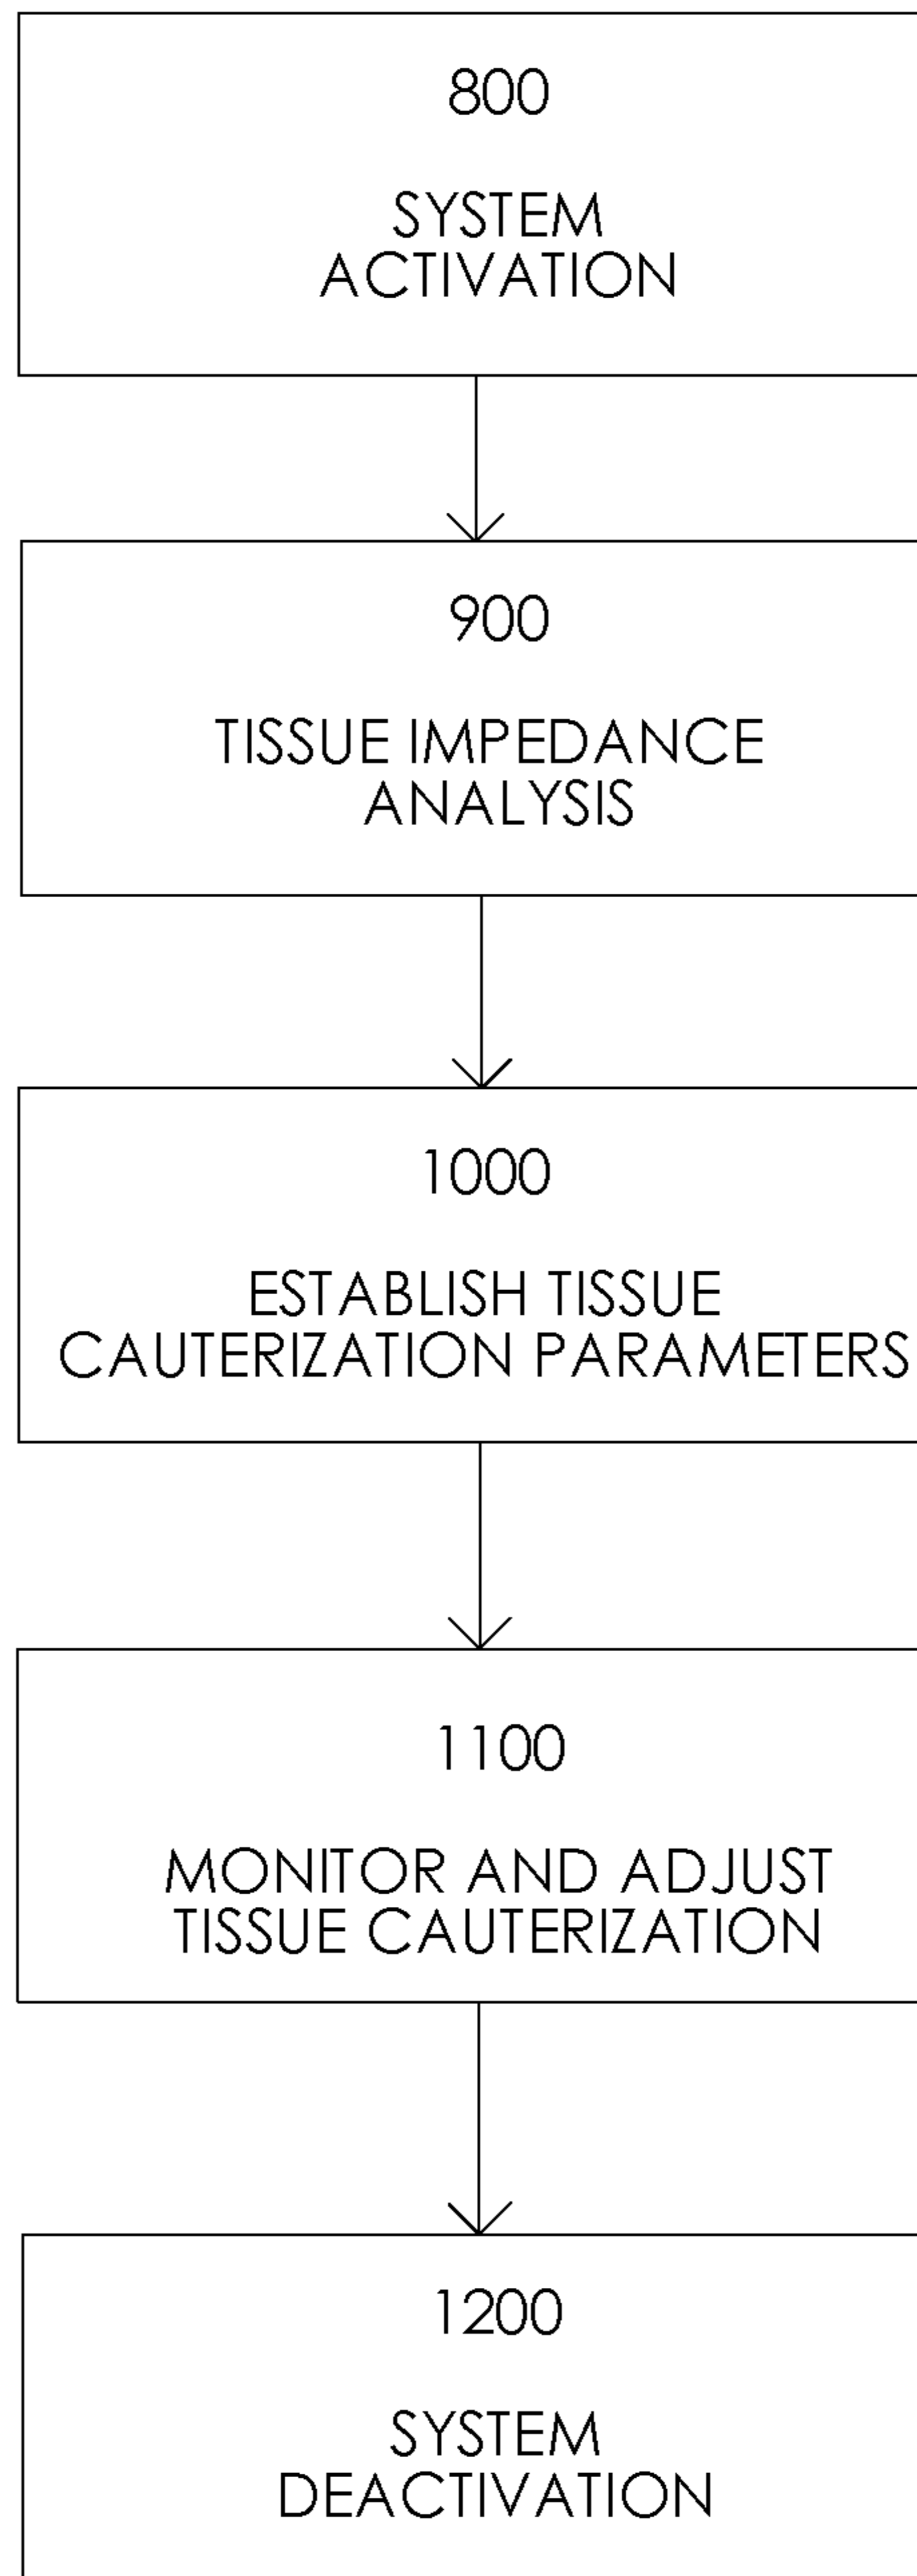 800
SYSTEM
ACTIVATION
900
TISSUE IMPEDANCE
ANALYSIS
1000
ESTABLISH TISSUE
CAUTERIZATION PARAMETERS
1100
MONITOR AND ADJUST
TISSUE CAUTERIZATION
1200
SYSTEM
DEACTIVATION